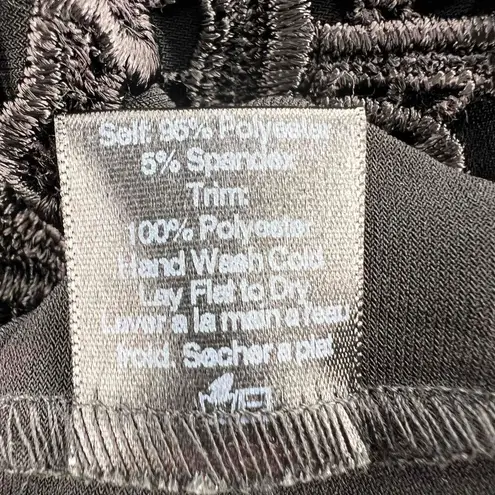 Self: 95% Polyester
5% Spandex
Trim:
100% Polyester
Hand Wash Cold
Lay Flat to Dry
Laver a la main a l'eau
froid. Secher a plat